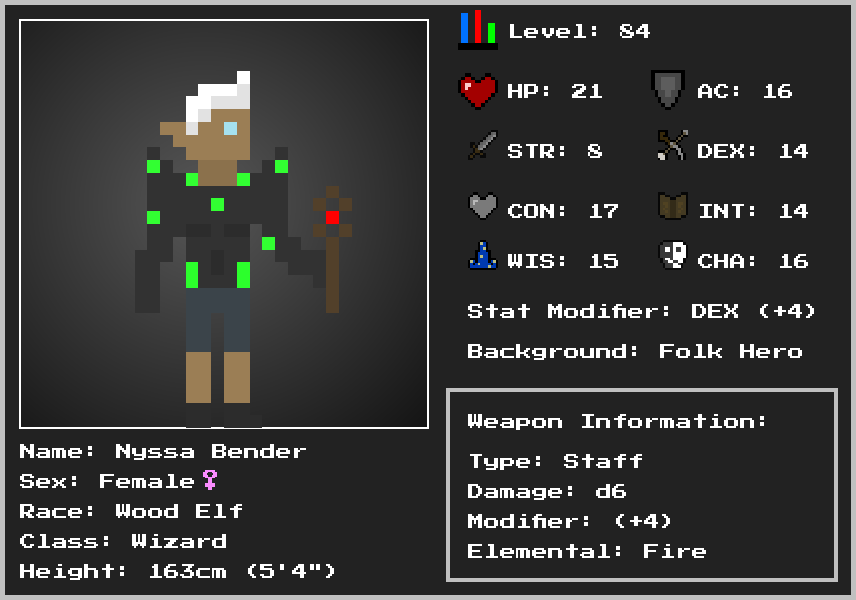 Level: 84
HP: 21
AC: 16
STR: 8
DEX: 14
CON: 17
INT: 14
WIS: 15
CHA: 16
Stat Modifier: DEX (+4)
Background: Folk Hero
Weapon Information:
Type: Staff
Damage: d6
Modifier: (+4)
Elemental: Fire
Name: Nyssa Bender
Sex: Female♀
Race: Wood Elf
Class: Wizard
Height: 163cm (5'4")